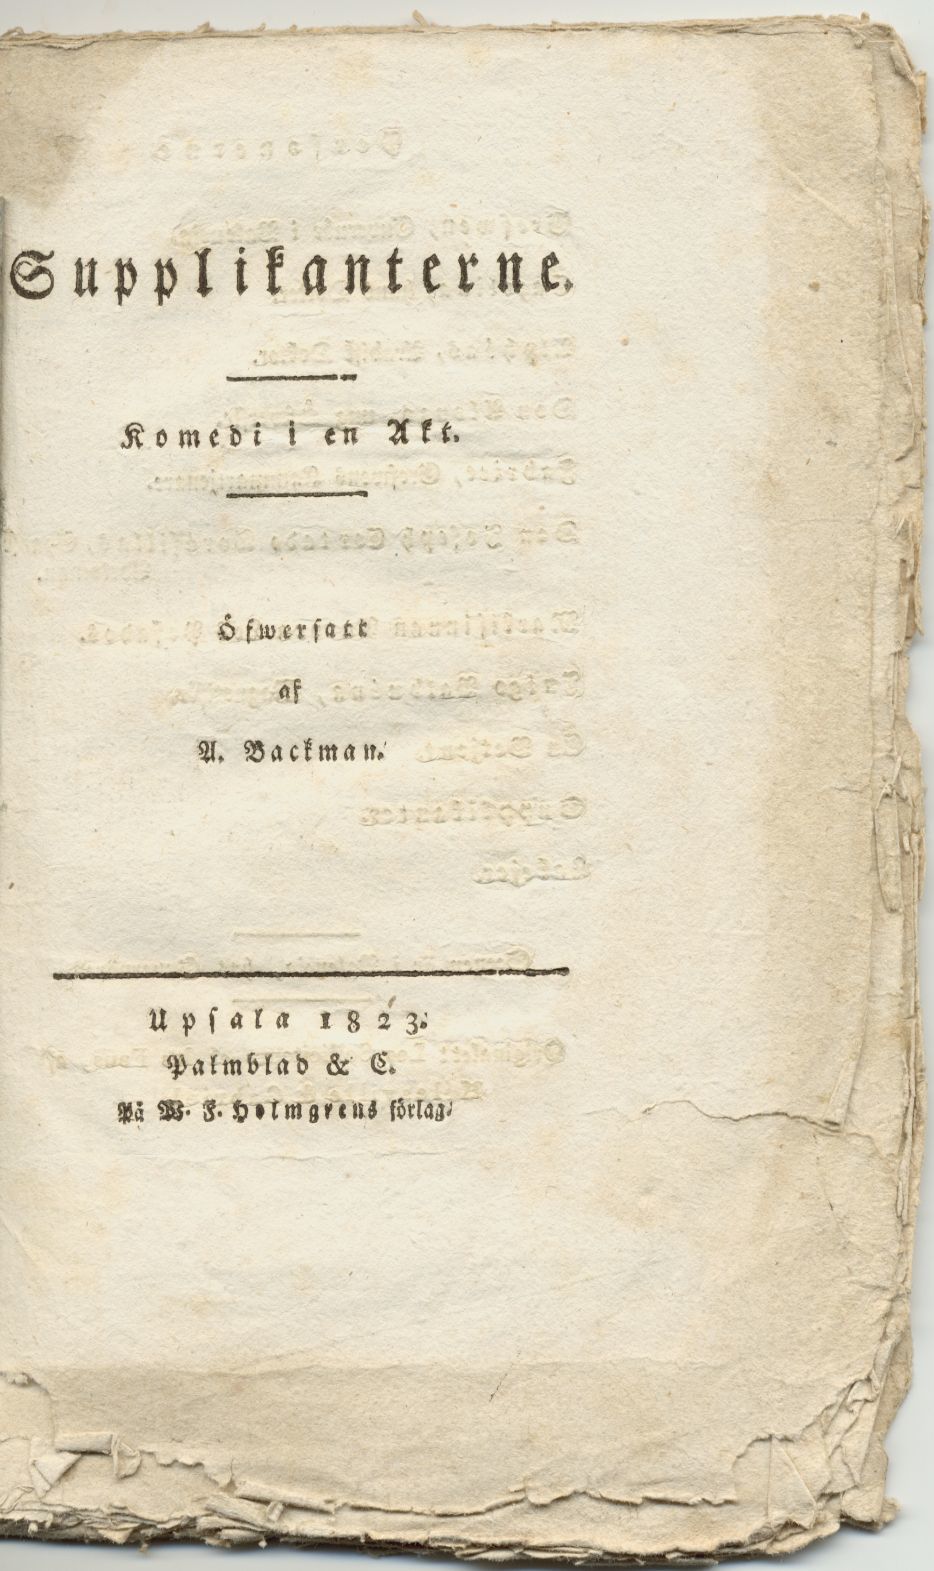 Supplikanterne.
Komedi i en Akt.
Öfwersatt
af
A. Backman.
Upsala 1823.
Palmblad & C.
På W. F. Holmgrens förlag.